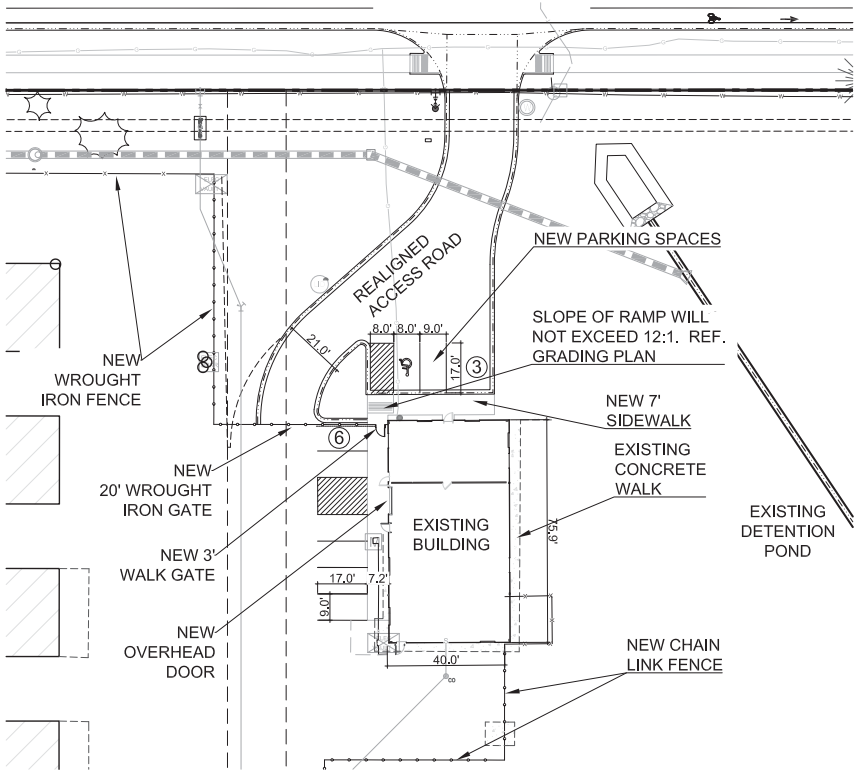 NEW PARKING SPACES
REALIGNED
ACCESS ROAD
SLOPE OF RAMP WILL
NOT EXCEED 12:1. REF.
GRADING PLAN
8.0'
8.0'
9.0'
21.0'
17.0'
3
NEW
WROUGHT
IRON FENCE
NEW 7'
SIDEWALK
6
EXISTING
CONCRETE
WALK
NEW
20' WROUGHT
IRON GATE
EXISTING
BUILDING
75.9'
EXISTING
DETENTION
POND
NEW 3'
WALK GATE
17.0'
7.2'
9.0'
NEW
OVERHEAD
DOOR
40.0'
NEW CHAIN
LINK FENCE
CO